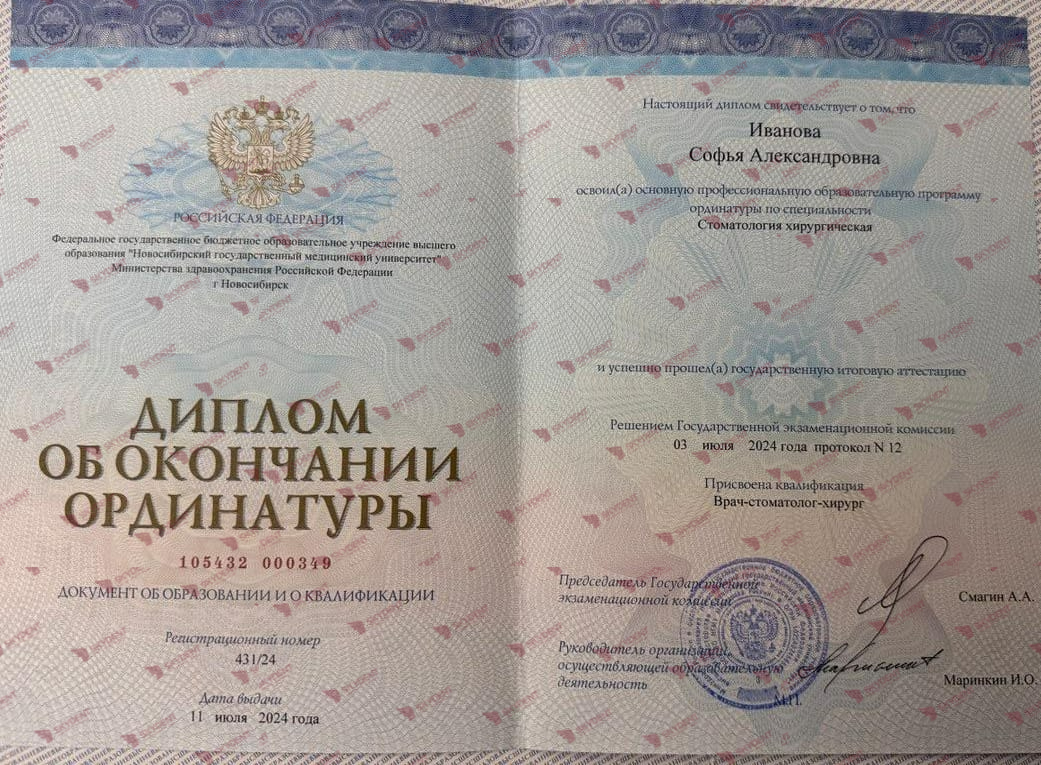 РОССИЙСКАЯ ФЕДЕРАЦИЯ
Федеральное государственное бюджетное образовательное учреждение высшего
образования "Новосибирский государственный медицинский университет"
Министерства здравоохранения Российской Федерации
г Новосибирск
ДИПЛОМ
ОБ ОКОНЧАНИИ
ОРДИНАТУРЫ
105432 000349
ДОКУМЕНТ ОБ ОБРАЗОВАНИИ И О КВАЛИФИКАЦИИ
Регистрационный номер
431/24
Дата выдачи
11 июля 2024 года
Настоящий диплом свидетельствует о том, что
Иванова
Софья Александровна
освоил(а) основную профессиональную образовательную программу
ординатуры по специальности
Стоматология хирургическая
и успешно прошел(а) государственную итоговую аттестацию
Решением Государственной экзаменационной комиссии
03 июля 2024 года протокол N 12
Присвоена квалификация
Врач-стоматолог-хирург
Председатель Государственной
экзаменационной комиссии
Смагин А.А.
Руководитель организации,
осуществляющей образовательную
деятельность
Маринкин И.О.
М.П.